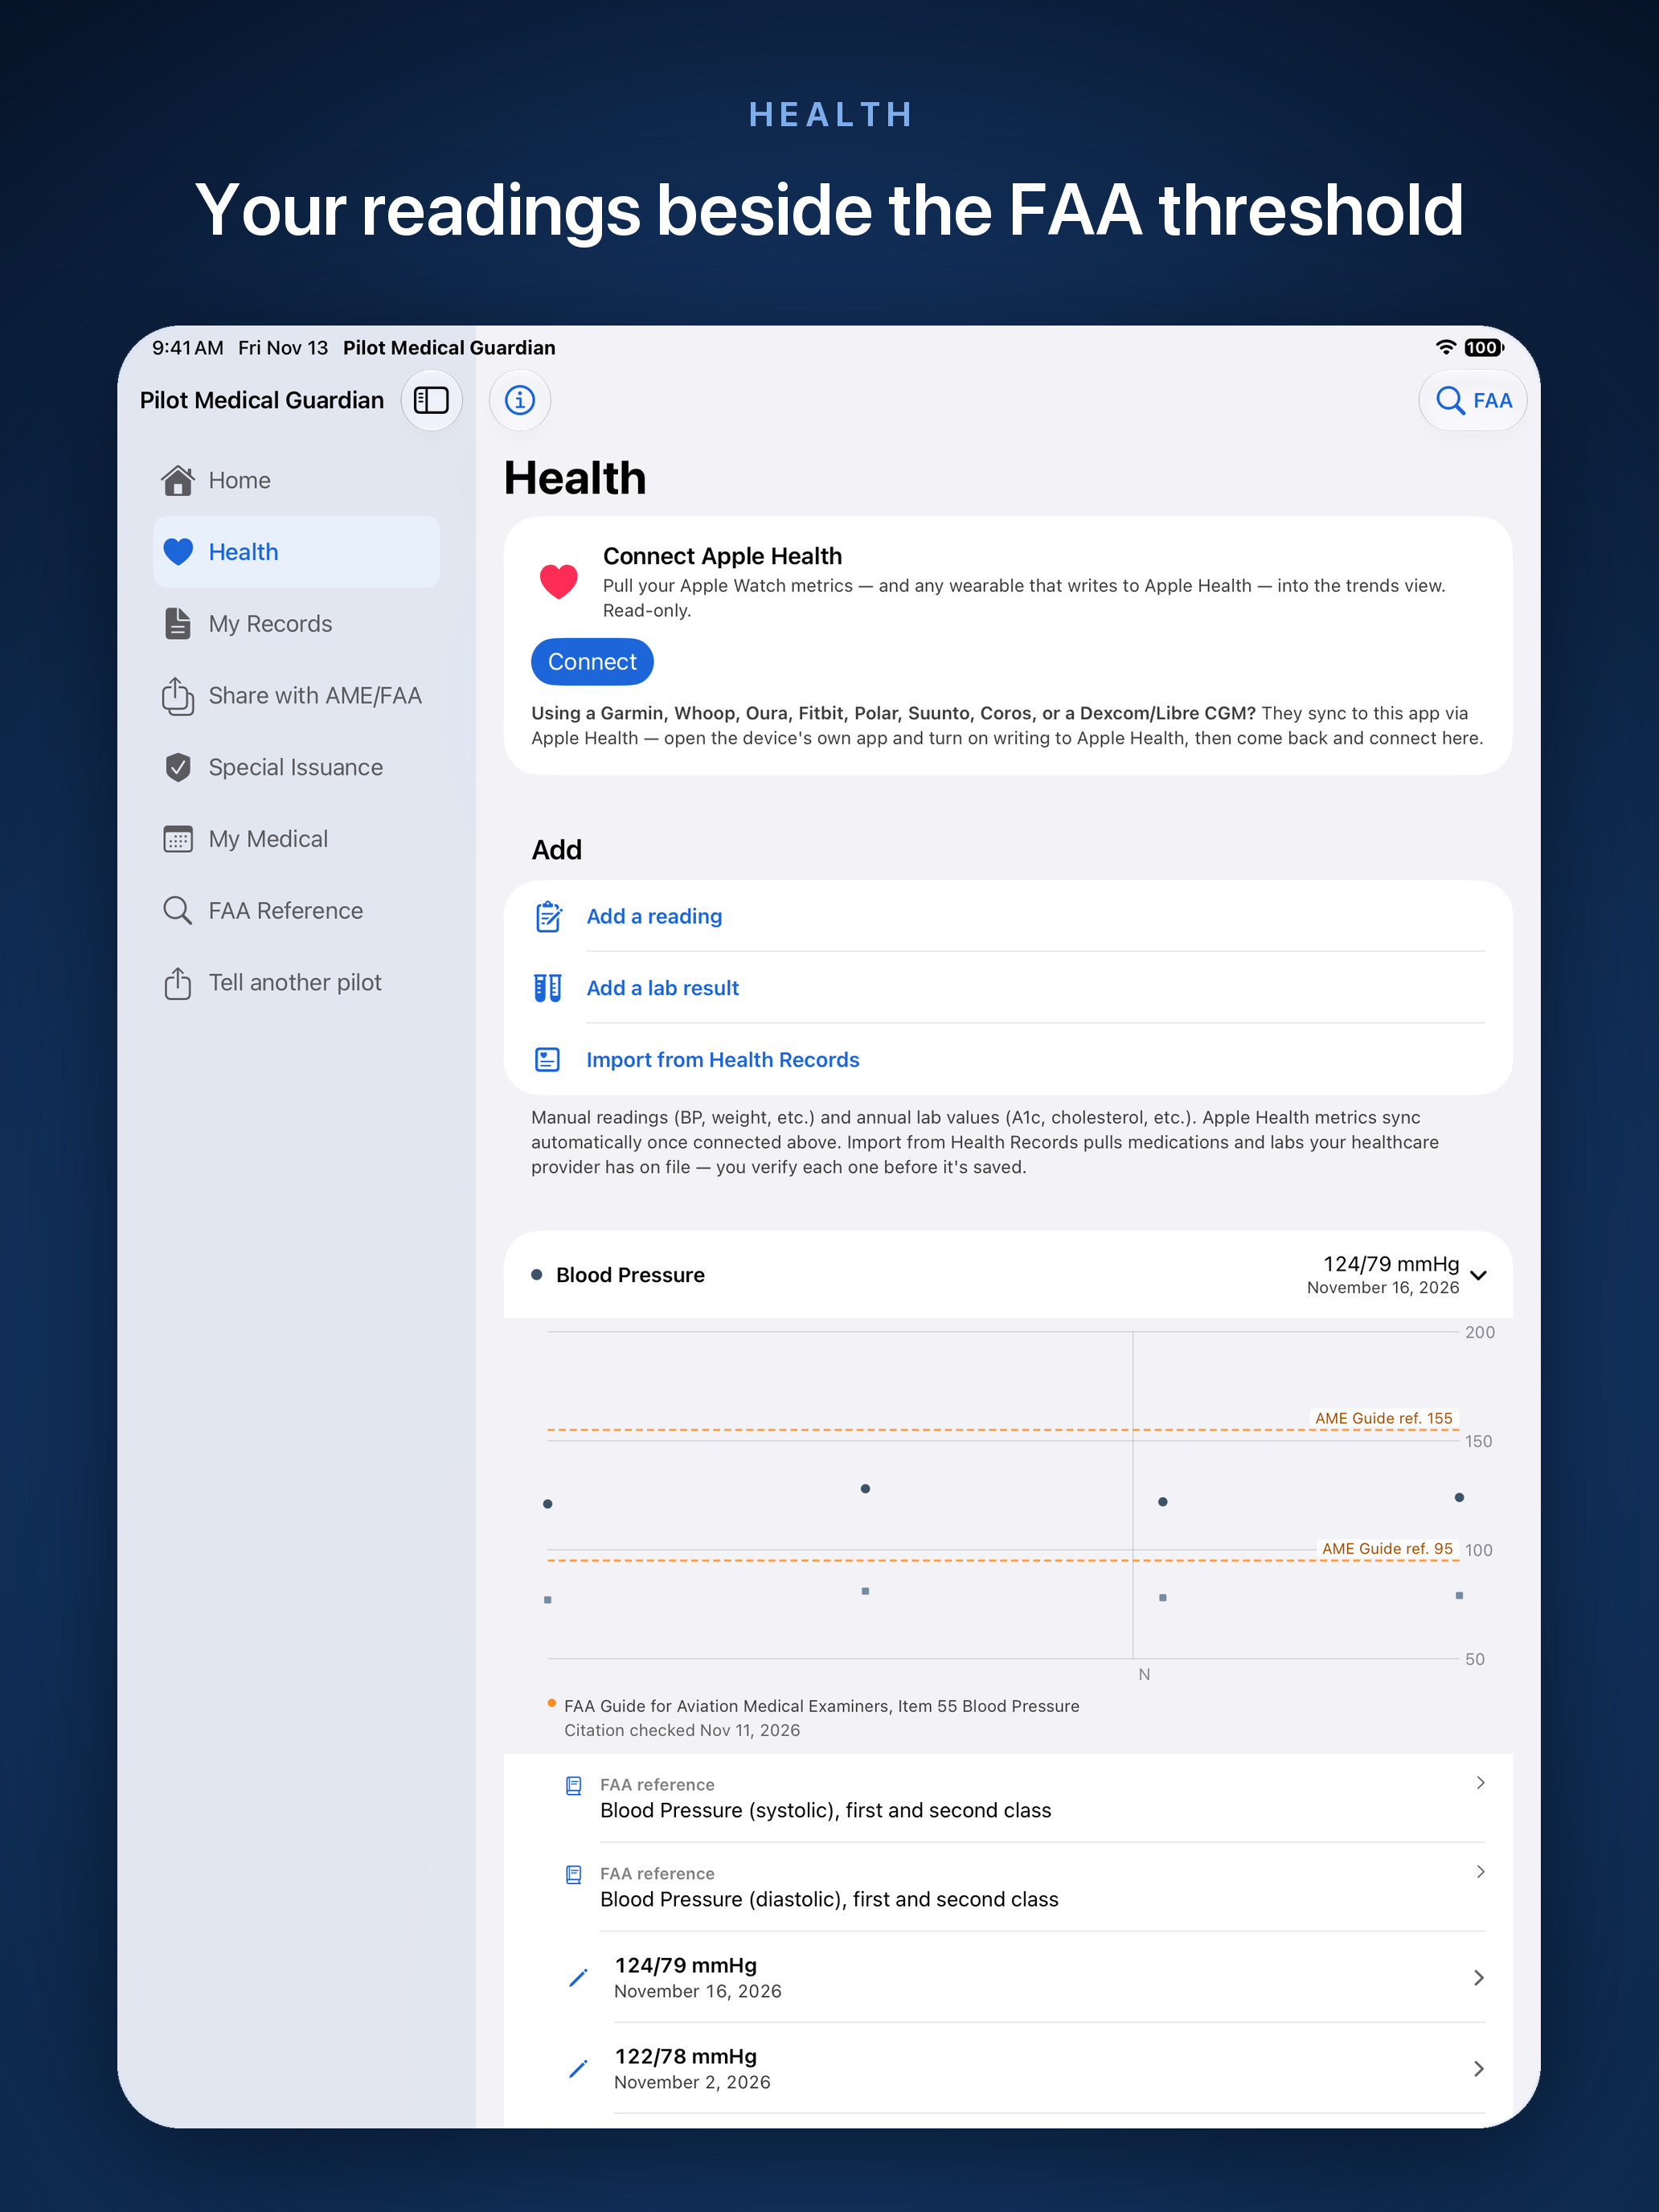 HEALTH
Your readings beside the FAA threshold
9:41 AM Fri Nov 13 Pilot Medical Guardian
100
Pilot Medical Guardian
FAA
Home
Health
My Records
Share with AME/FAA
Special Issuance
My Medical
FAA Reference
Tell another pilot
Health
Connect Apple Health
Pull your Apple Watch metrics — and any wearable that writes to Apple Health — into the trends view.
Read-only.
Connect
Using a Garmin, Whoop, Oura, Fitbit, Polar, Suunto, Coros, or a Dexcom/Libre CGM? They sync to this app via
Apple Health — open the device's own app and turn on writing to Apple Health, then come back and connect here.
Add
Add a reading
Add a lab result
Import from Health Records
Manual readings (BP, weight, etc.) and annual lab values (A1c, cholesterol, etc.). Apple Health metrics sync
automatically once connected above. Import from Health Records pulls medications and labs your healthcare
provider has on file — you verify each one before it's saved.
Blood Pressure
124/79 mmHg
November 16, 2026
200
AME Guide ref. 155
150
AME Guide ref. 95
100
50
N
FAA Guide for Aviation Medical Examiners, Item 55 Blood Pressure
Citation checked Nov 11, 2026
FAA reference
Blood Pressure (systolic), first and second class
FAA reference
Blood Pressure (diastolic), first and second class
124/79 mmHg
November 16, 2026
122/78 mmHg
November 2, 2026